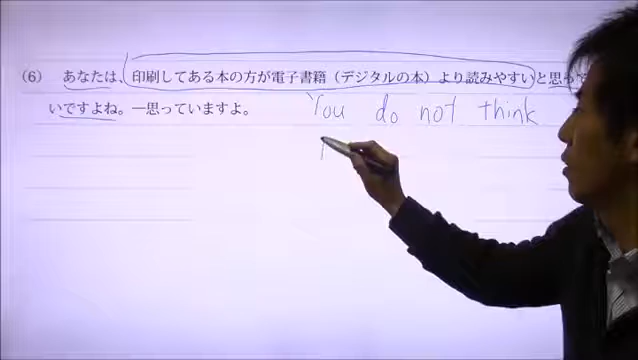 (6) あなたは、印刷してある本の方が電子書籍（デジタルの本）より読みやすいと思っ
いですよね。―思っていますよ。
You do not think